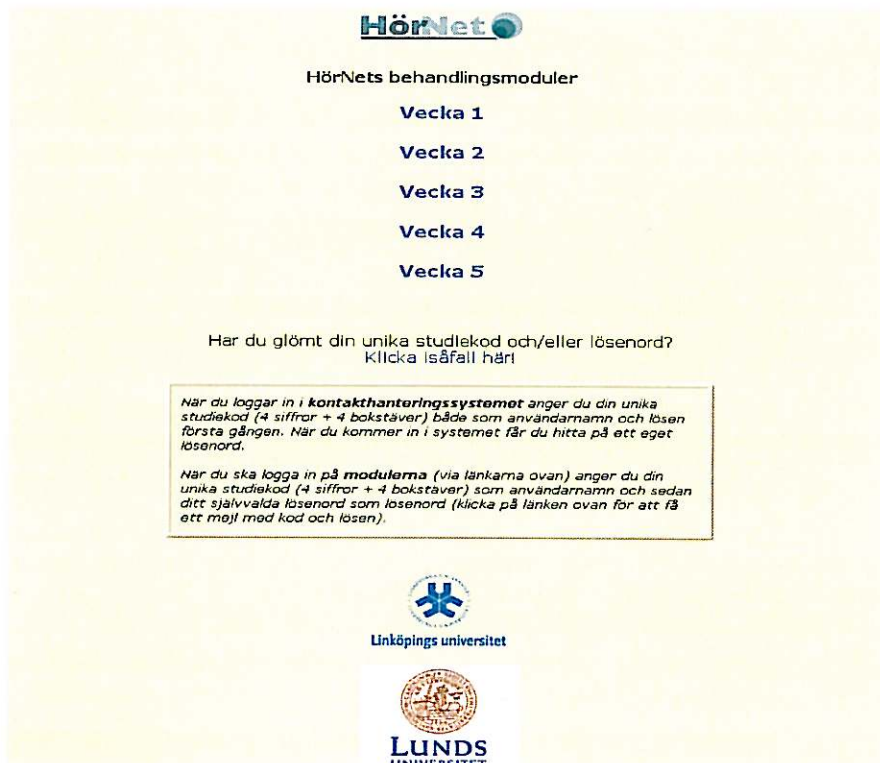 HörNet
HörNets behandlingsmoduler
Vecka 1
Vecka 2
Vecka 3
Vecka 4
Vecka 5
Har du glömt din unika studiekod och/eller lösenord?
Klicka isåfall här!
När du loggar in i kontakthanteringssystemet anger du din unika
studiekod (4 siffror + 4 bokstäver) både som användarnamn och lösen
första gången. När du kommer in i systemet får du hitta på ett eget
lösenord.
När du ska logga in på modulerna (via länkarna ovan) anger du din
unika studiekod (4 siffror + 4 bokstäver) som användarnamn och sedan
ditt självvalda lösenord som lösenord (klicka på länken ovan för att få
ett mejl med kod och lösen).
Linköpings universitet
LUNDS
UNIVERSITET